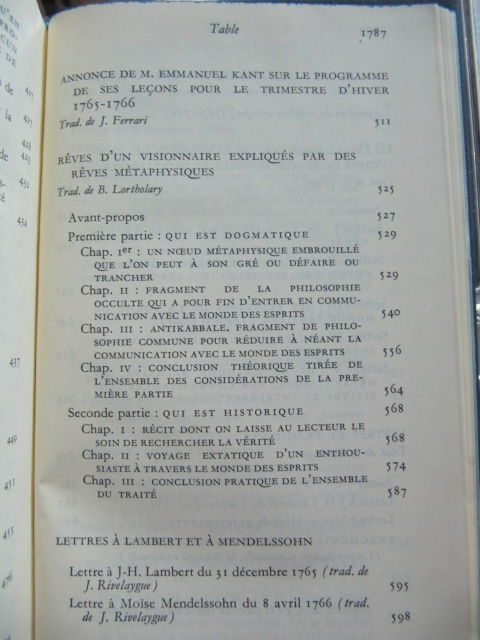 Table 1787
ANNONCE DE M. EMMANUEL KANT SUR LE PROGRAMME
DE SES LEÇONS POUR LE TRIMESTRE D'HIVER
1765-1766
Trad. de J. Ferrari 511
RÊVES D'UN VISIONNAIRE EXPLIQUÉS PAR DES
RÊVES MÉTAPHYSIQUES
Trad. de B. Lortholary 525
Avant-propos 527
Première partie : QUI EST DOGMATIQUE 529
Chap. Ier : UN NŒUD MÉTAPHYSIQUE EMBROUILLÉ
QUE L'ON PEUT À SON GRÉ OU DÉFAIRE OU
TRANCHER 529
Chap. II : FRAGMENT DE LA PHILOSOPHIE
OCCULTE QUI A POUR FIN D'ENTRER EN COMMU-
NICATION AVEC LE MONDE DES ESPRITS 540
Chap. III : ANTIKABBALE. FRAGMENT DE PHILO-
SOPHIE COMMUNE POUR RÉDUIRE À NÉANT LA
COMMUNICATION AVEC LE MONDE DES ESPRITS 556
Chap. IV : CONCLUSION THÉORIQUE TIRÉE DE
L'ENSEMBLE DES CONSIDÉRATIONS DE LA PRE-
MIÈRE PARTIE 564
Seconde partie : QUI EST HISTORIQUE 568
Chap. I : RÉCIT DONT ON LAISSE AU LECTEUR LE
SOIN DE RECHERCHER LA VÉRITÉ 568
Chap. II : VOYAGE EXTATIQUE D'UN ENTHOU-
SIASTE À TRAVERS LE MONDE DES ESPRITS 574
Chap. III : CONCLUSION PRATIQUE DE L'ENSEMBLE
DU TRAITÉ 587
LETTRES À LAMBERT ET À MENDELSSOHN
Lettre à J-H. Lambert du 31 décembre 1765 (trad. de
J. Rivelaygue) 595
Lettre à Moïse Mendelssohn du 8 avril 1766 (trad.
de J. Rivelaygue) 598